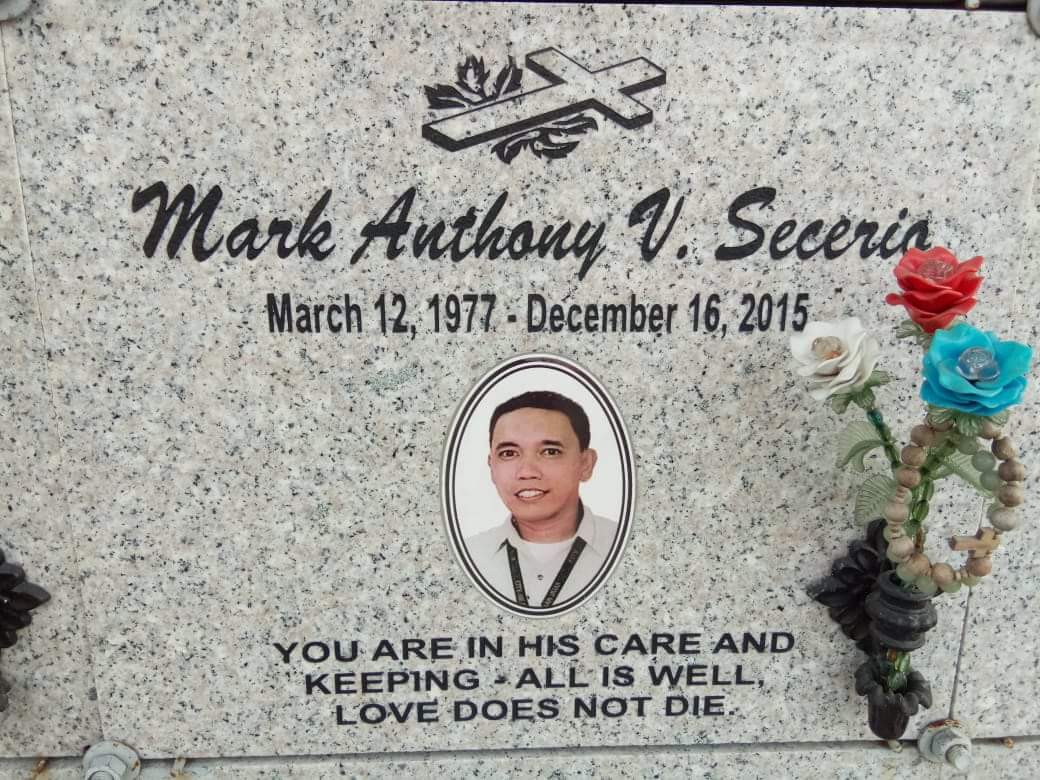 Mark Anthony V. Secerio
March 12, 1977 - December 16, 2015
YOU ARE IN HIS CARE AND
KEEPING - ALL IS WELL,
LOVE DOES NOT DIE.